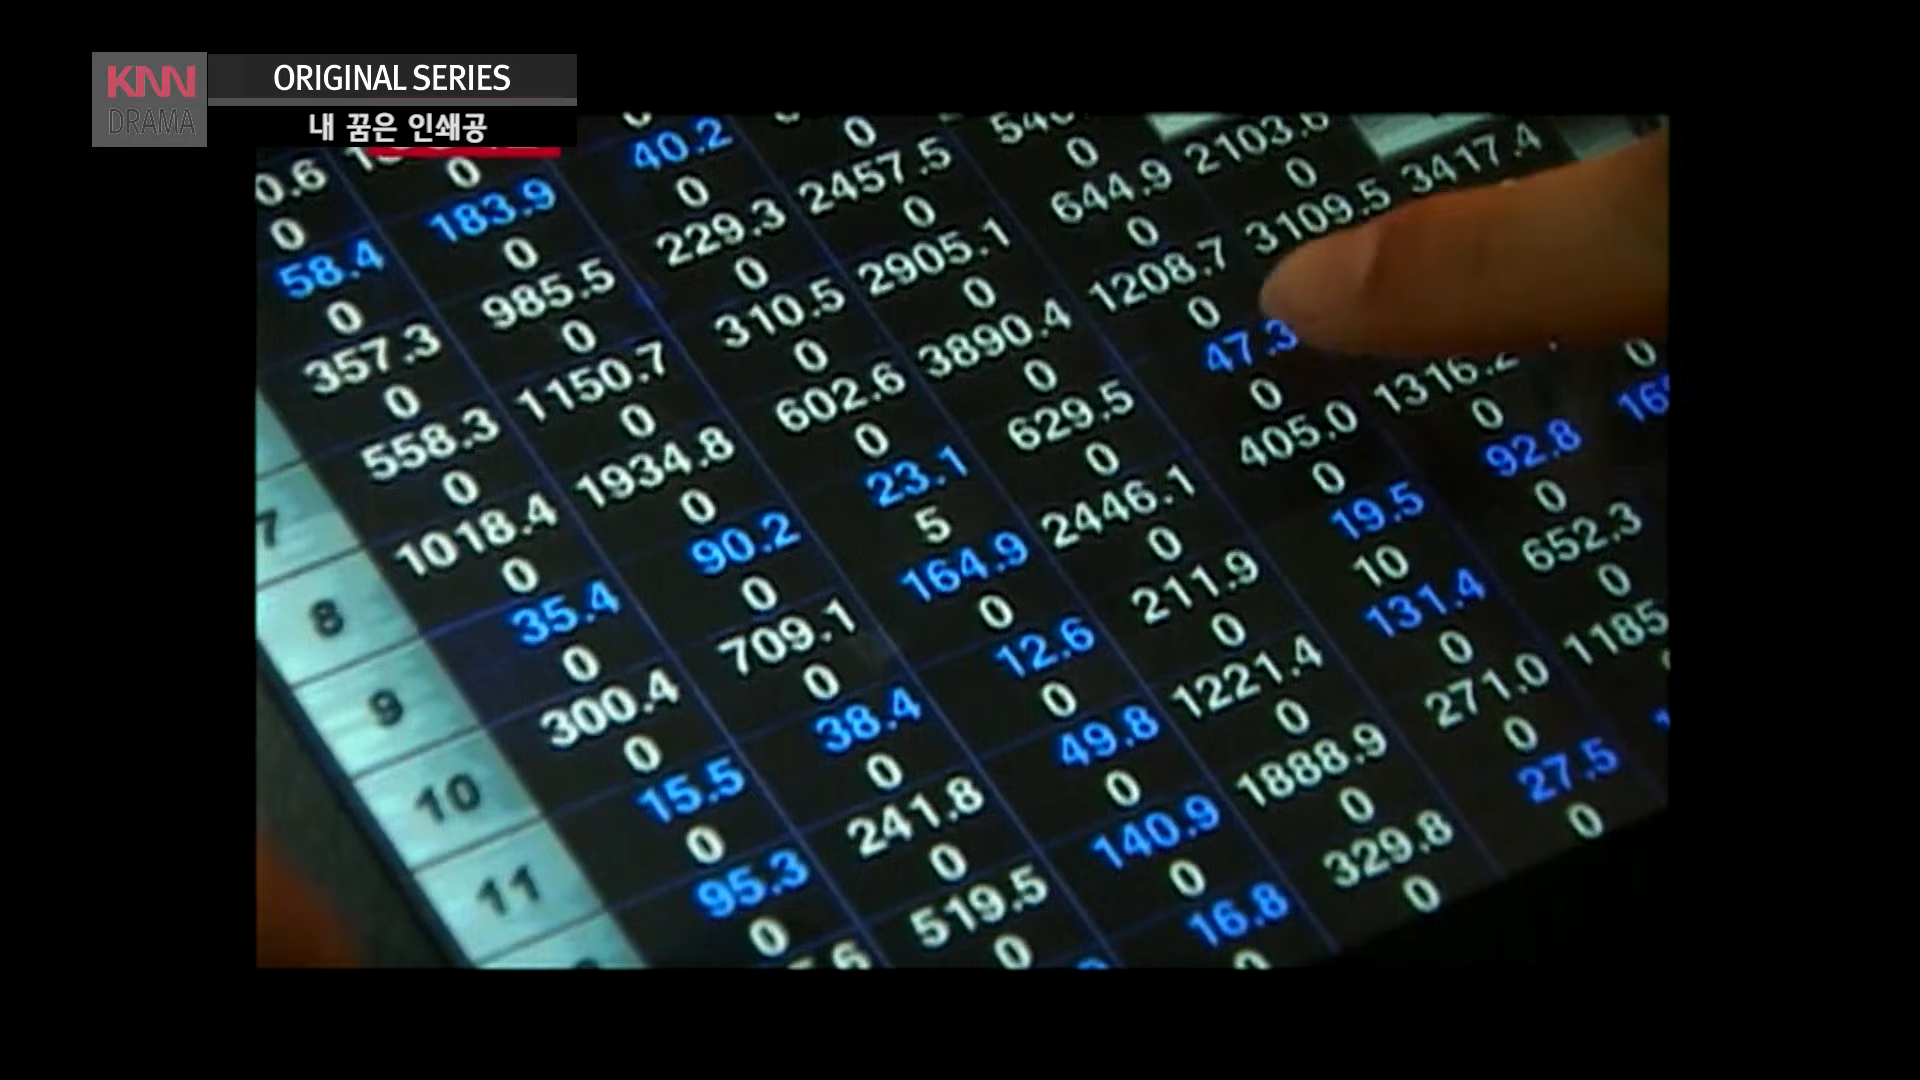 KNN DRAMA
ORIGINAL SERIES
내 꿈은 인쇄공
0.6
0 0
58.4 183.9 40.2
0 0 0 0
357.3 985.5 229.3 2457.5
0 0 0 0 0
7 558.3 1150.7 310.5 2905.1 644.9 2103.6
0 0 0 0 0 0
8 1018.4 1934.8 602.6 3890.4 1208.7 3109.5 3417.4
0 0 0 0 0
9 35.4 90.2 23.1 629.5 47.3
0 0 5 0 0
10 300.4 709.1 164.9 2446.1 405.0 1316.2
0 0 0 0 0 0 0
11 15.5 38.4 12.6 211.9 19.5 92.8
0 0 0 0 10 0
95.3 241.8 49.8 1221.4 131.4 652.3
0 0 0 0 0 0
519.5 140.9 1888.9 271.0 1185
0 0 0 0
16.8 329.8 27.5
0 0 0